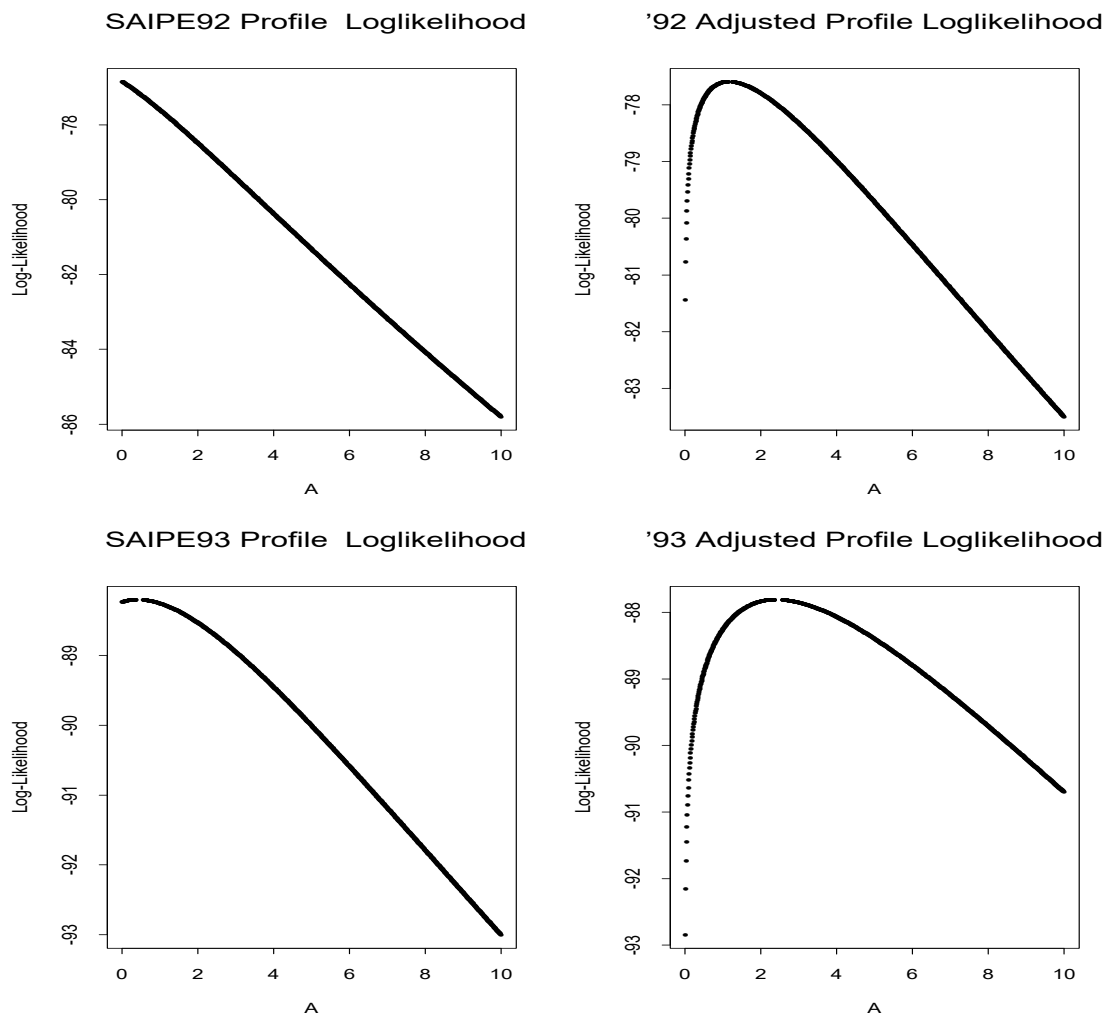 SAIPE92 Profile Loglikelihood
Log-Likelihood
-78
-80
-82
-84
-86
0 2 4 6 8 10
A
'92 Adjusted Profile Loglikelihood
Log-Likelihood
-78
-79
-80
-81
-82
-83
0 2 4 6 8 10
A
SAIPE93 Profile Loglikelihood
Log-Likelihood
-89
-90
-91
-92
-93
0 2 4 6 8 10
A
'93 Adjusted Profile Loglikelihood
Log-Likelihood
-88
-89
-90
-91
-92
-93
0 2 4 6 8 10
A